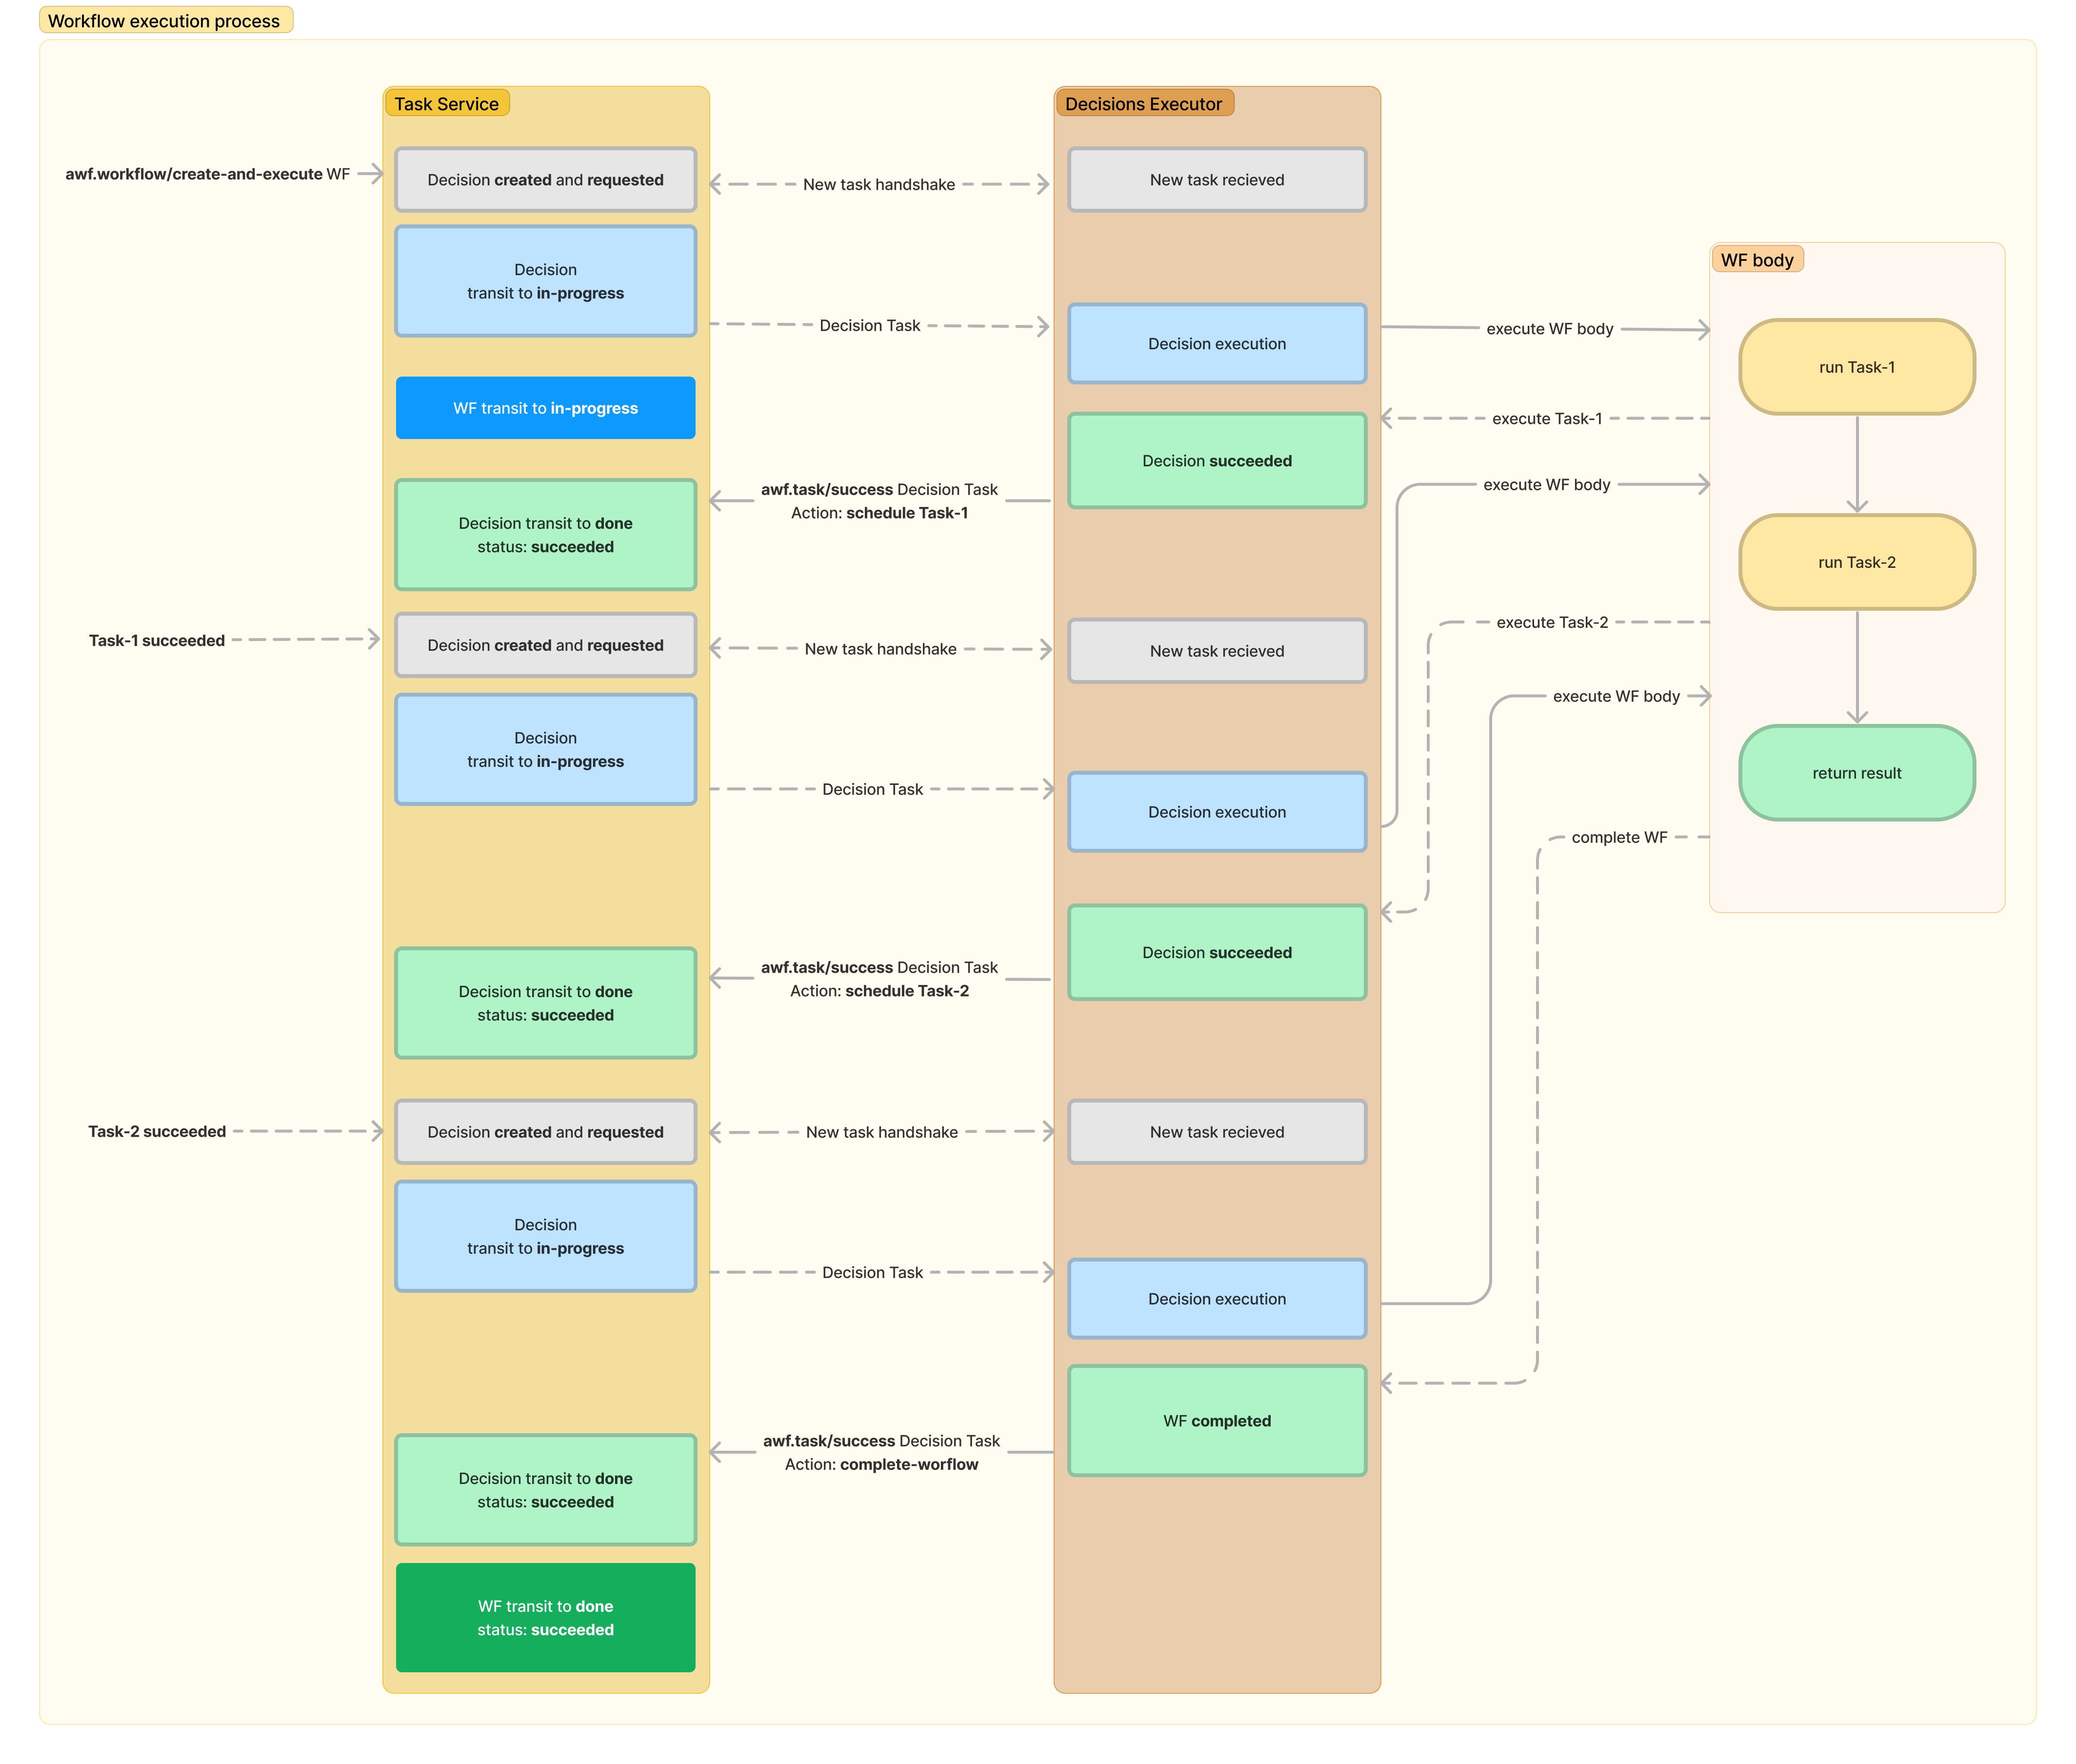 Workflow execution process
Task Service
Decisions Executor
awf.workflow/create-and-execute WF
Decision created and requested
New task handshake
New task recieved
WF body
Decision
transit to in-progress
Decision Task
Decision execution
execute WF body
run Task-1
WF transit to in-progress
execute Task-1
Decision succeeded
awf.task/success Decision Task
Action: schedule Task-1
execute WF body
Decision transit to done
status: succeeded
run Task-2
execute Task-2
Task-1 succeeded
Decision created and requested
New task handshake
New task recieved
execute WF body
Decision
transit to in-progress
return result
Decision Task
Decision execution
complete WF
Decision succeeded
awf.task/success Decision Task
Action: schedule Task-2
Decision transit to done
status: succeeded
Task-2 succeeded
Decision created and requested
New task handshake
New task recieved
Decision
transit to in-progress
Decision Task
Decision execution
WF completed
awf.task/success Decision Task
Action: complete-worflow
Decision transit to done
status: succeeded
WF transit to done
status: succeeded